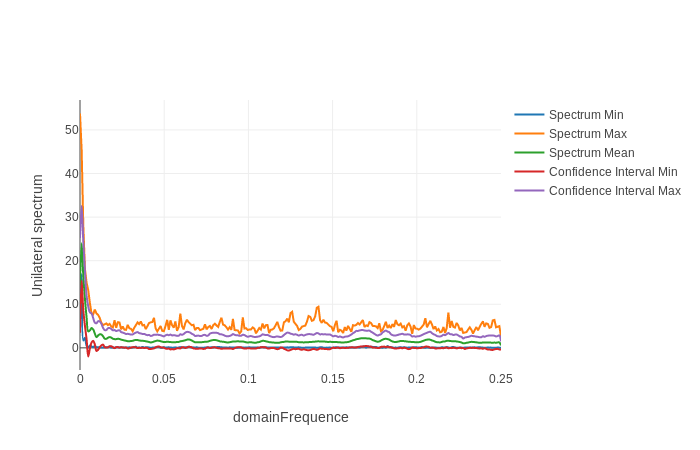 Spectrum Min
Spectrum Max
Spectrum Mean
Confidence Interval Min
Confidence Interval Max
Unilateral spectrum
50
40
30
20
10
0
0
0.05
0.1
0.15
0.2
0.25
domainFrequence